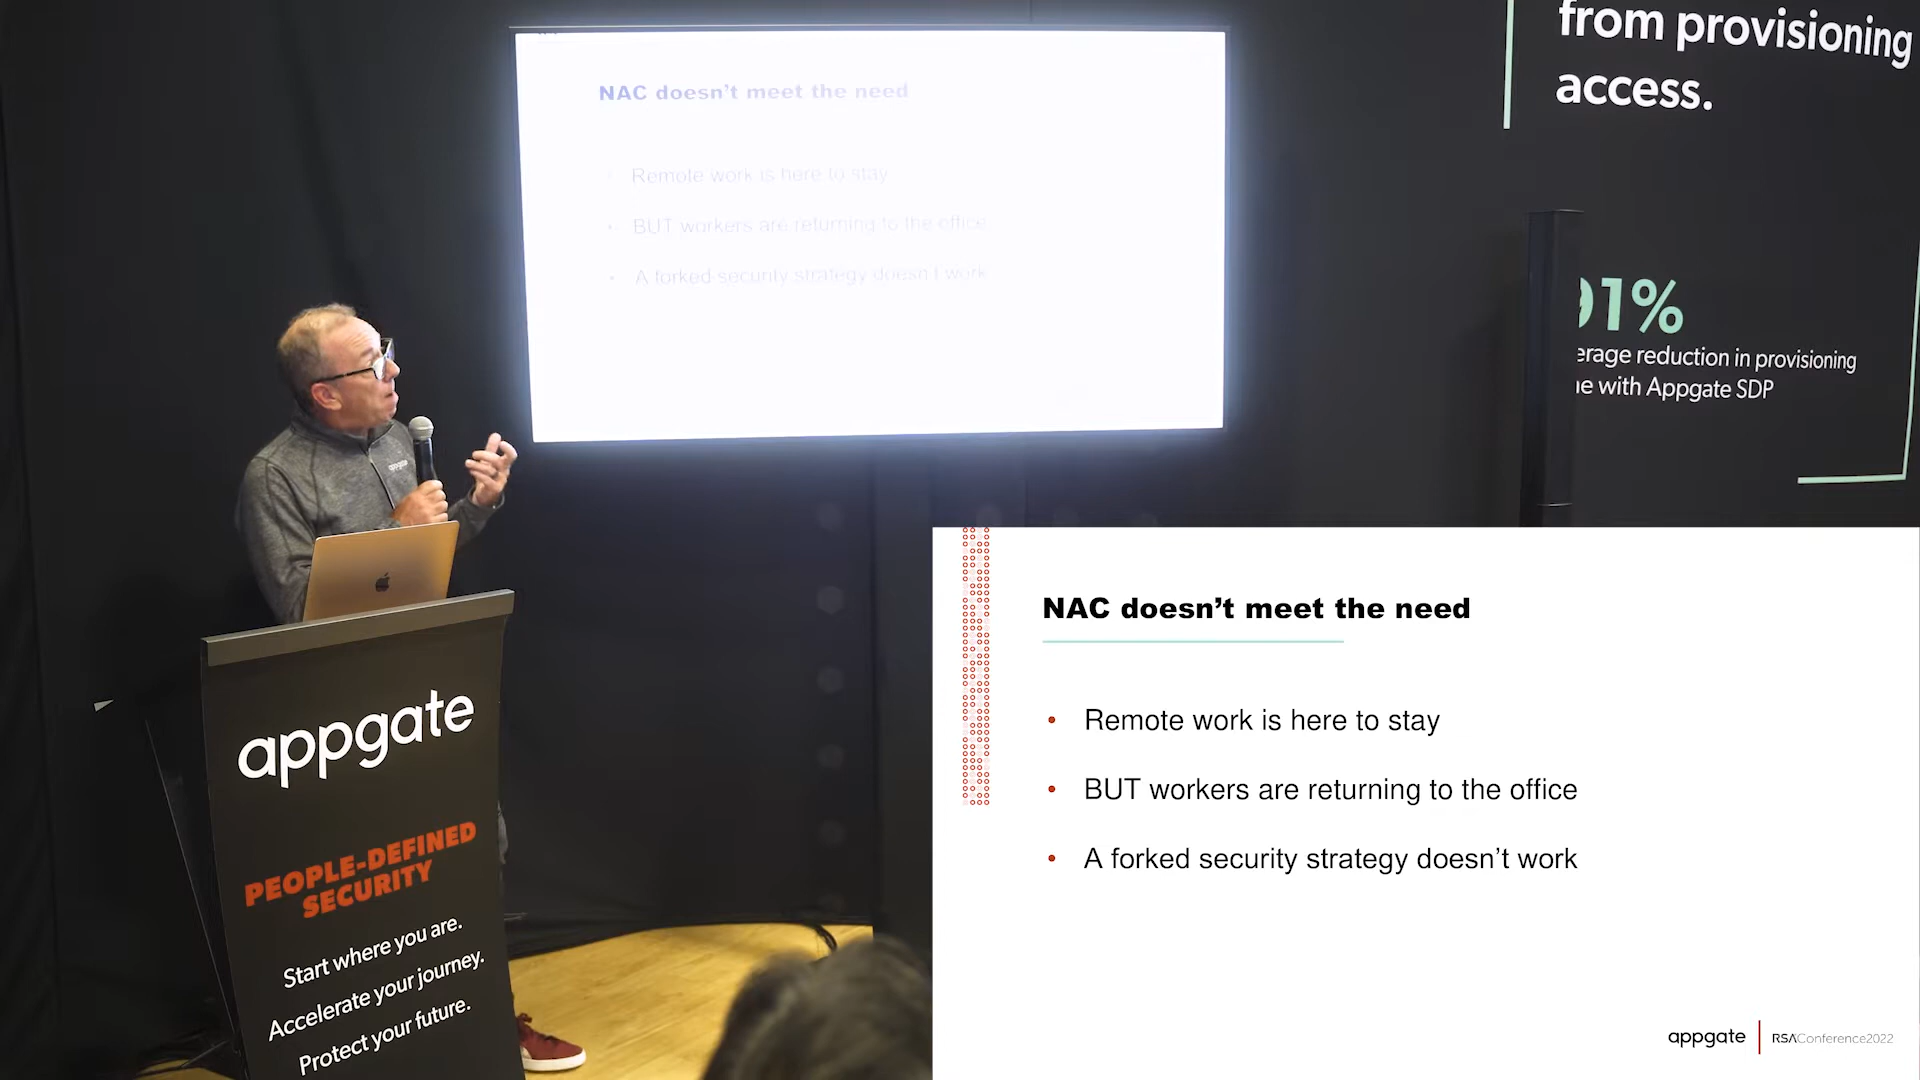 NAC doesn't meet the need
Remote work is here to stay
BUT workers are returning to the office
A forked security strategy doesn't work
from provisioning
access.
91%
erage reduction in provisioning
with Appgate SDP
appgate
appgate
PEOPLE-DEFINED
SECURITY
Start where you are.
Accelerate your journey.
Protect your future.
NAC doesn't meet the need
• Remote work is here to stay
• BUT workers are returning to the office
• A forked security strategy doesn't work
appgate | RSAConference2022